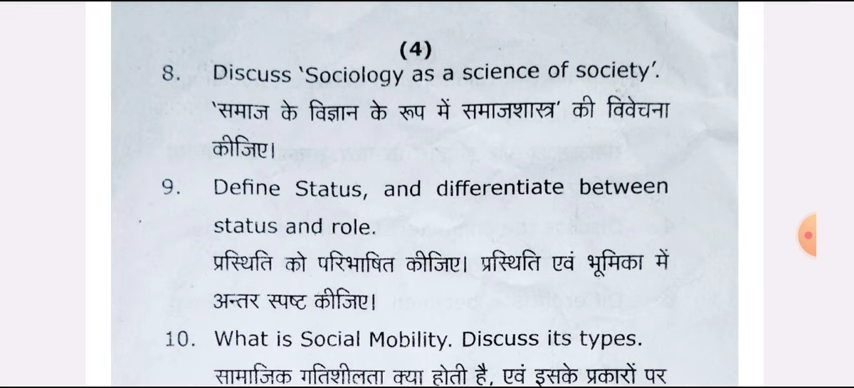 (4)
8. Discuss ‘Sociology as a science of society’.
‘समाज के विज्ञान के रूप में समाजशास्त्र’ की विवेचना
कीजिए।
9. Define Status, and differentiate between
status and role.
प्रस्थिति को परिभाषित कीजिए। प्रस्थिति एवं भूमिका में
अन्तर स्पष्ट कीजिए।
10. What is Social Mobility. Discuss its types.
सामाजिक गतिशीलता क्या होती है, एवं इसके प्रकारों पर